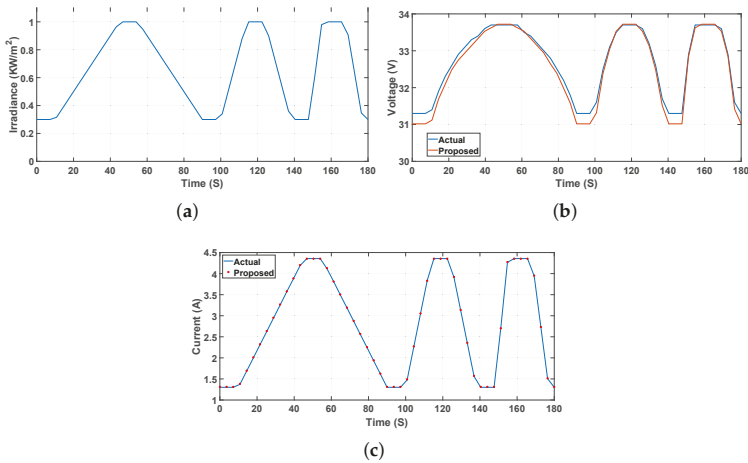 1
0.8
0.6
0.4
0.2
0
Irradiance (KW/m²)
0 20 40 60 80 100 120 140 160 180
Time (S)
(a)
34
33
32
31
30
Voltage (V)
Actual
Proposed
0 20 40 60 80 100 120 140 160 180
Time (S)
(b)
4.5
4
3.5
3
2.5
2
1.5
1
Current (A)
Actual
Proposed
0 20 40 60 80 100 120 140 160 180
Time (S)
(c)